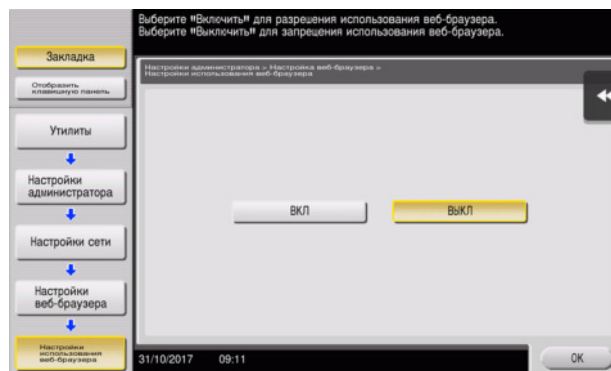 Выберите "Включить" для разрешения использования веб-браузера.
Выберите "Выключить" для запрещения использования веб-браузера.
Закладка
Отобразить
клавишную панель
Настройки администратора > Настройка веб-браузера >
Настройки использования веб-браузера
Утилиты
Настройки
администратора
ВКЛ
ВЫКЛ
Настройки сети
Настройки
веб-браузера
Настройки
использования
веб-браузера
31/10/2017 09:11
OK